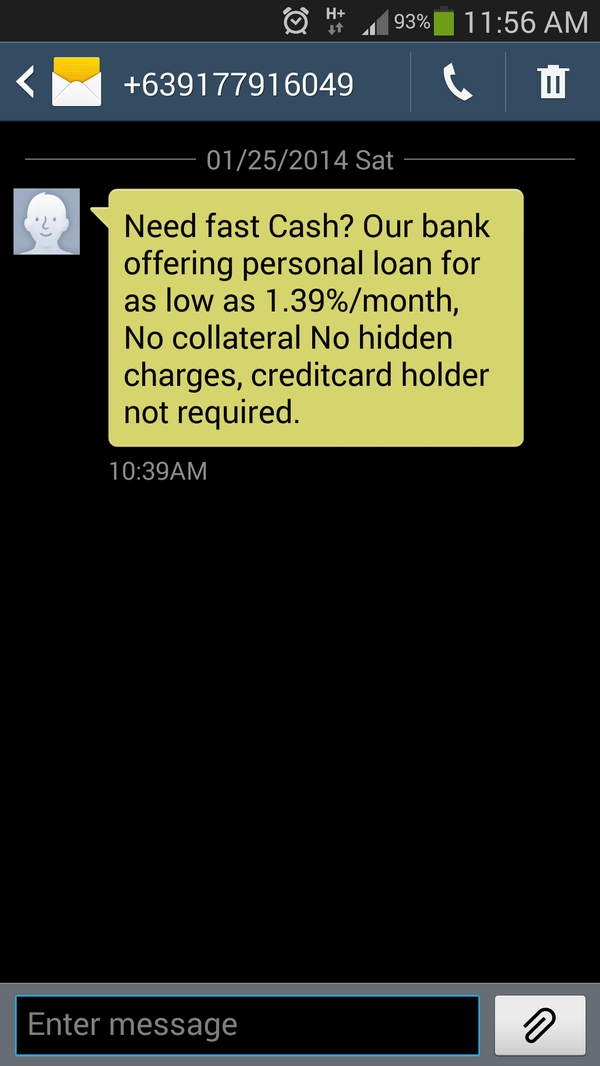 H+ 93% 11:56 AM
+639177916049
01/25/2014 Sat
Need fast Cash? Our bank
offering personal loan for
as low as 1.39%/month,
No collateral No hidden
charges, creditcard holder
not required.
10:39AM
Enter message